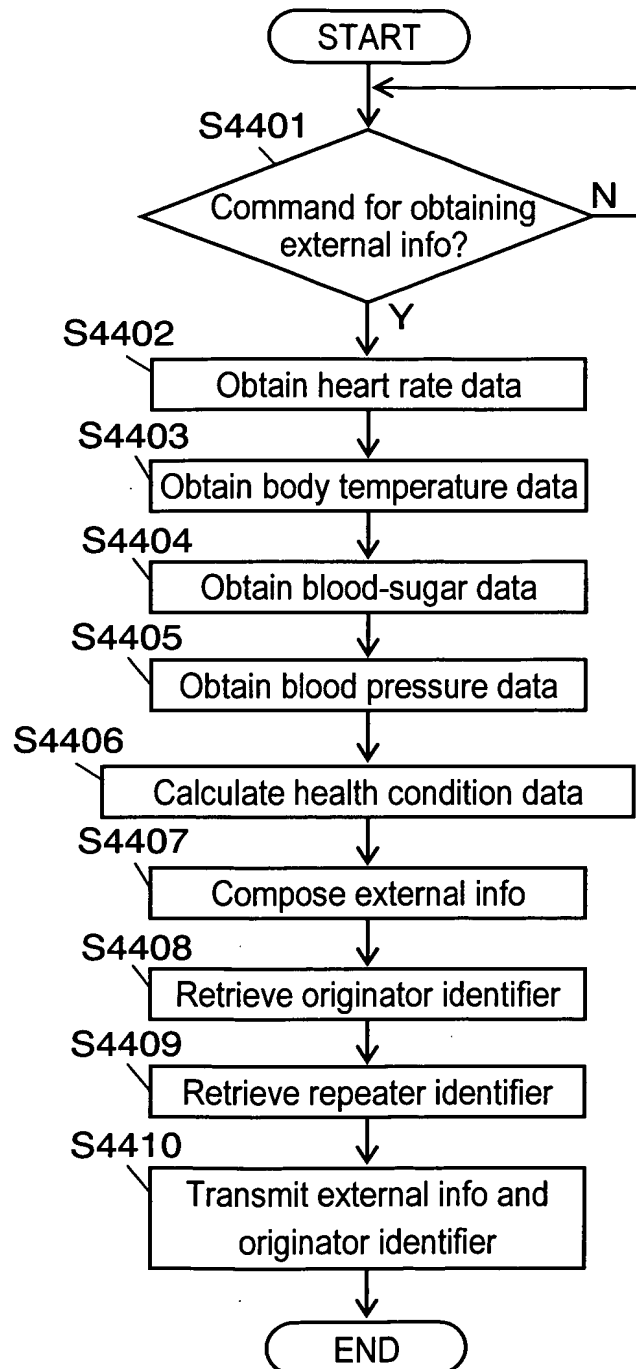 START
S4401
Command for obtaining
external info?
N
Y
S4402
Obtain heart rate data
S4403
Obtain body temperature data
S4404
Obtain blood-sugar data
S4405
Obtain blood pressure data
S4406
Calculate health condition data
S4407
Compose external info
S4408
Retrieve originator identifier
S4409
Retrieve repeater identifier
S4410
Transmit external info and
originator identifier
END